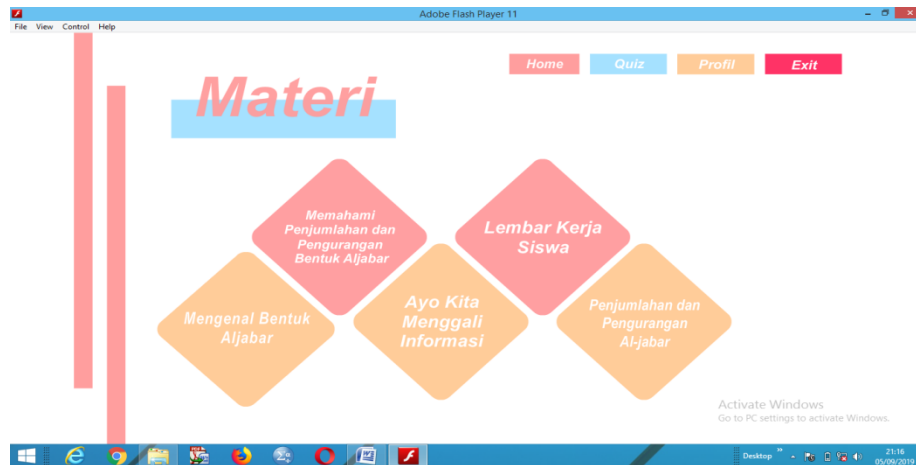 Adobe Flash Player 11
File View Control Help
Home Quiz Profil Exit
Materi
Memahami
Penjumlahan dan
Pengurangan
Bentuk Aljabar
Lembar Kerja
Siswa
Mengenal Bentuk
Aljabar
Ayo Kita
Menggali
Informasi
Penjumlahan dan
Pengurangan
Al-jabar
Activate Windows
Go to PC settings to activate Windows.
Desktop
21:16
05/09/2019